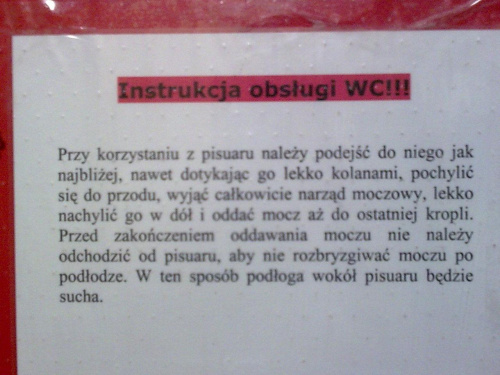 Instrukcja obsługi WC!!!
Przy korzystaniu z pisuaru należy podejść do niego jak
najbliżej, nawet dotykając go lekko kolanami, pochylić
się do przodu, wyjąć całkowicie narząd moczowy, lekko
nachylić go w dół i oddać mocz aż do ostatniej kropli.
Przed zakończeniem oddawania moczu nie należy
odchodzić od pisuaru, aby nie rozbryzgiwać moczu po
podłodze. W ten sposób podłoga wokół pisuaru będzie
sucha.